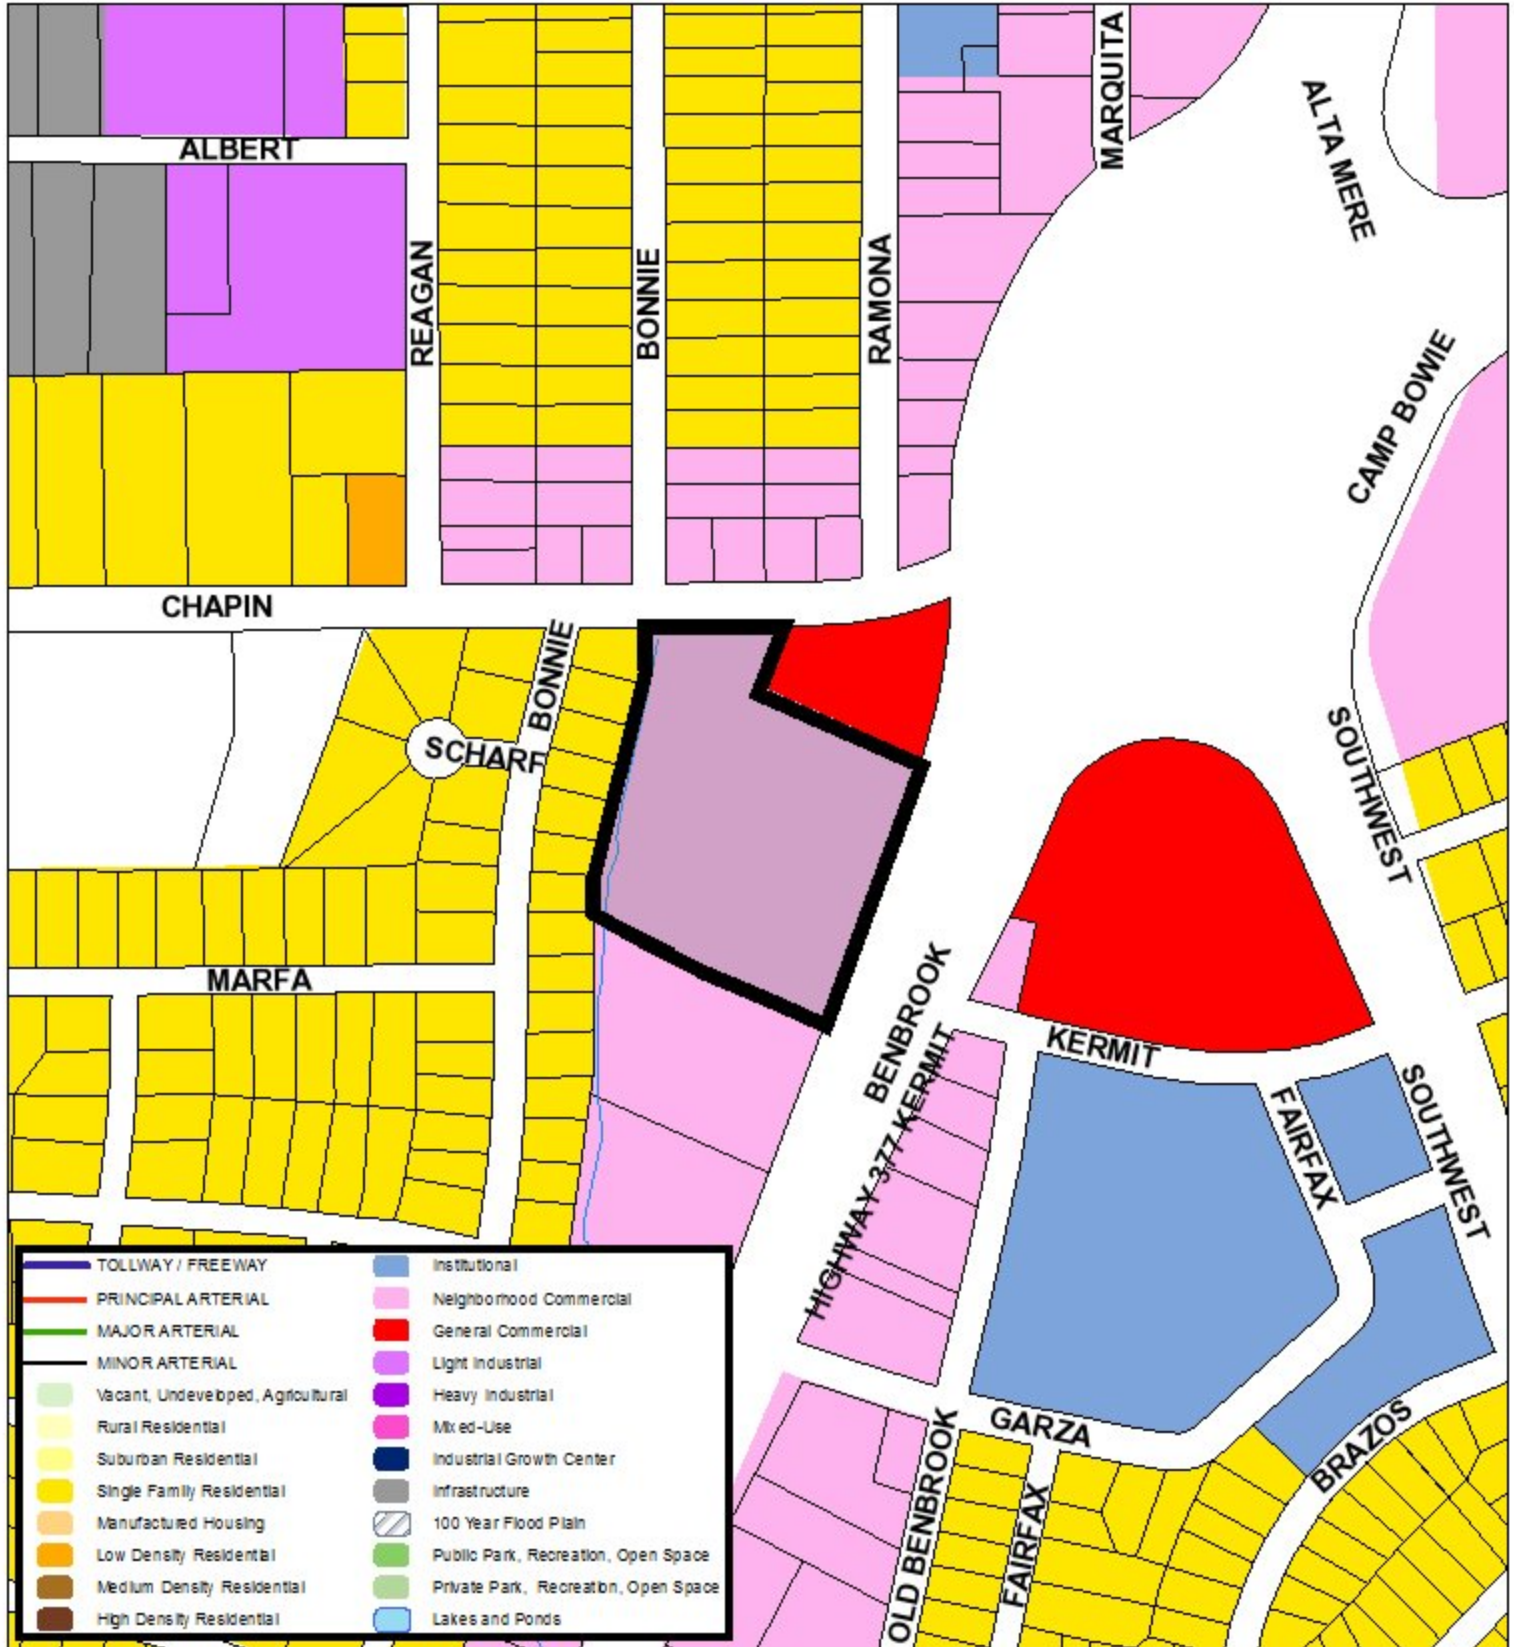 MARQUITA
ALTA MERE
ALBERT
REAGAN
BONNIE
RAMONA
CAMP BOWIE
CHAPIN
BONNIE
SCHARF
SOUTHWEST
MARFA
BENBROOK
HIGHWAY 377 KERMIT
KERMIT
FAIRFAX
SOUTHWEST
GARZA
BRAZOS
OLD BENBROOK
FAIRFAX
TOLLWAY / FREEWAY
PRINCIPAL ARTERIAL
MAJOR ARTERIAL
MINOR ARTERIAL
Vacant, Undeveloped, Agricultural
Rural Residential
Suburban Residential
Single Family Residential
Manufactured Housing
Low Density Residential
Medium Density Residential
High Density Residential
Institutional
Neighborhood Commercial
General Commercial
Light Industrial
Heavy Industrial
Mixed-Use
Industrial Growth Center
Infrastructure
100 Year Flood Plain
Public Park, Recreation, Open Space
Private Park, Recreation, Open Space
Lakes and Ponds